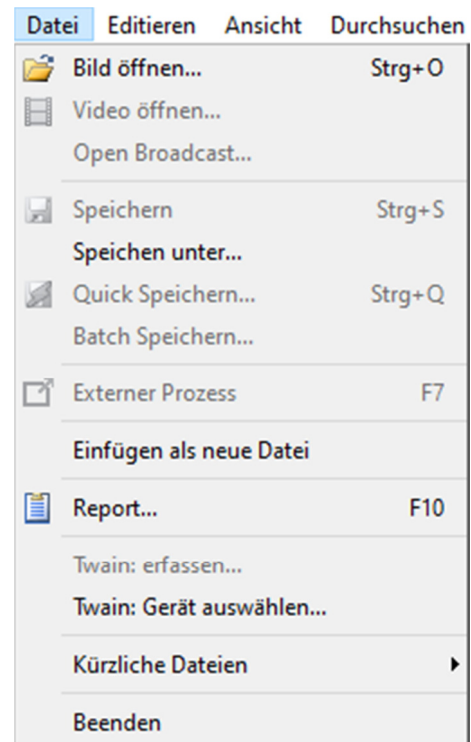 Datei Editieren Ansicht Durchsuchen
Bild öffnen... Strg+O
Video öffnen...
Open Broadcast...
Speichern Strg+S
Speichen unter...
Quick Speichern... Strg+Q
Batch Speichern...
Externer Prozess F7
Einfügen als neue Datei
Report... F10
Twain: erfassen...
Twain: Gerät auswählen...
Kürzliche Dateien
Beenden